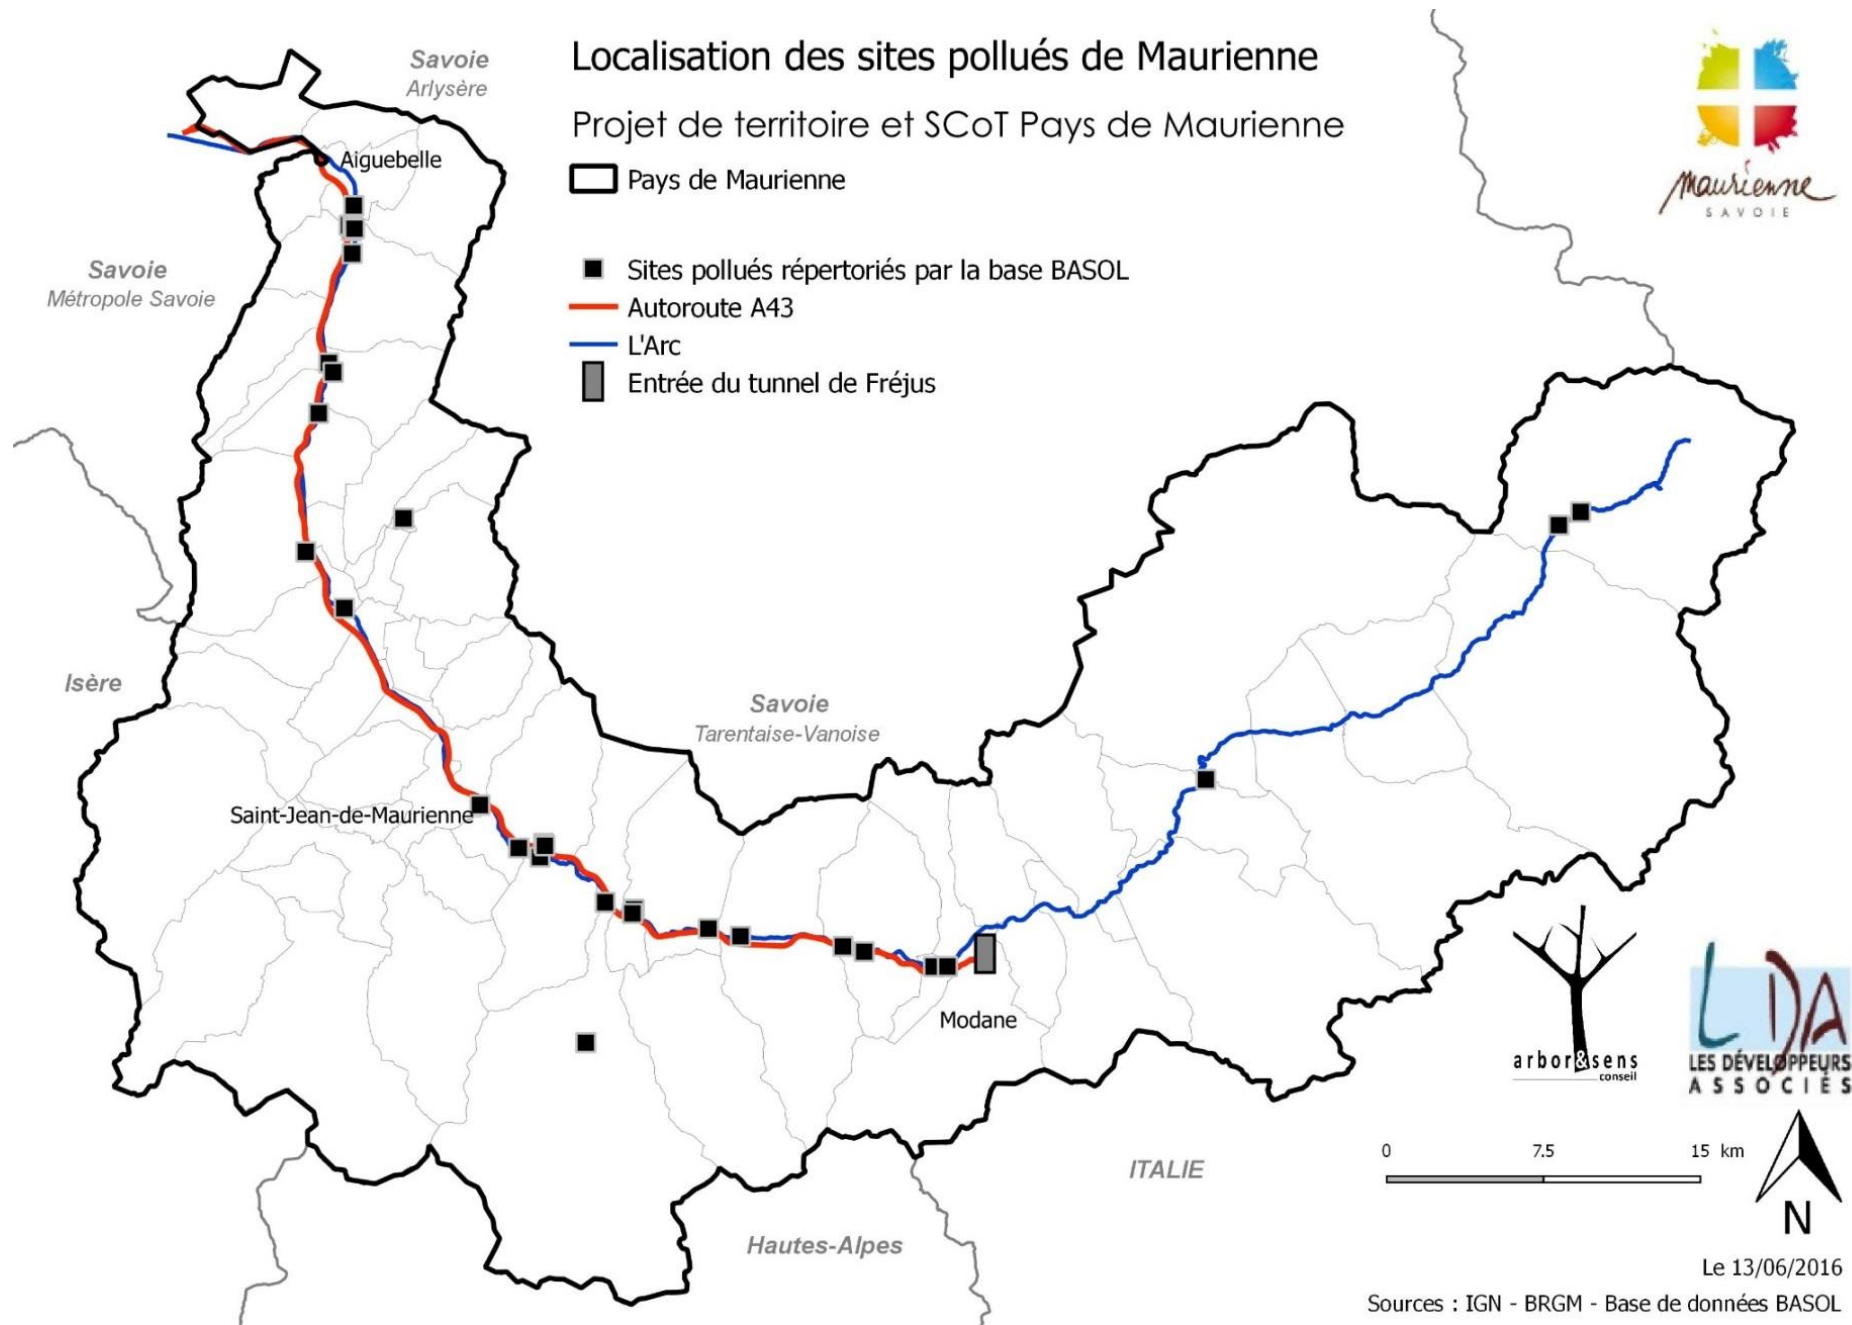 Localisation des sites pollués de Maurienne
Projet de territoire et SCoT Pays de Maurienne
Pays de Maurienne
Sites pollués répertoriés par la base BASOL
Autoroute A43
L'Arc
Entrée du tunnel de Fréjus
Maurienne
SAVOIE
Savoie
Arlysère
Aiguebelle
Savoie
Métropole Savoie
Isère
Savoie
Tarentaise-Vanoise
Saint-Jean-de-Maurienne
Modane
ITALIE
Hautes-Alpes
arbor&sens
conseil
LDA
LES DÉVELOPPEURS
ASSOCIÉS
0 7.5 15 km
N
Le 13/06/2016
Sources : IGN - BRGM - Base de données BASOL